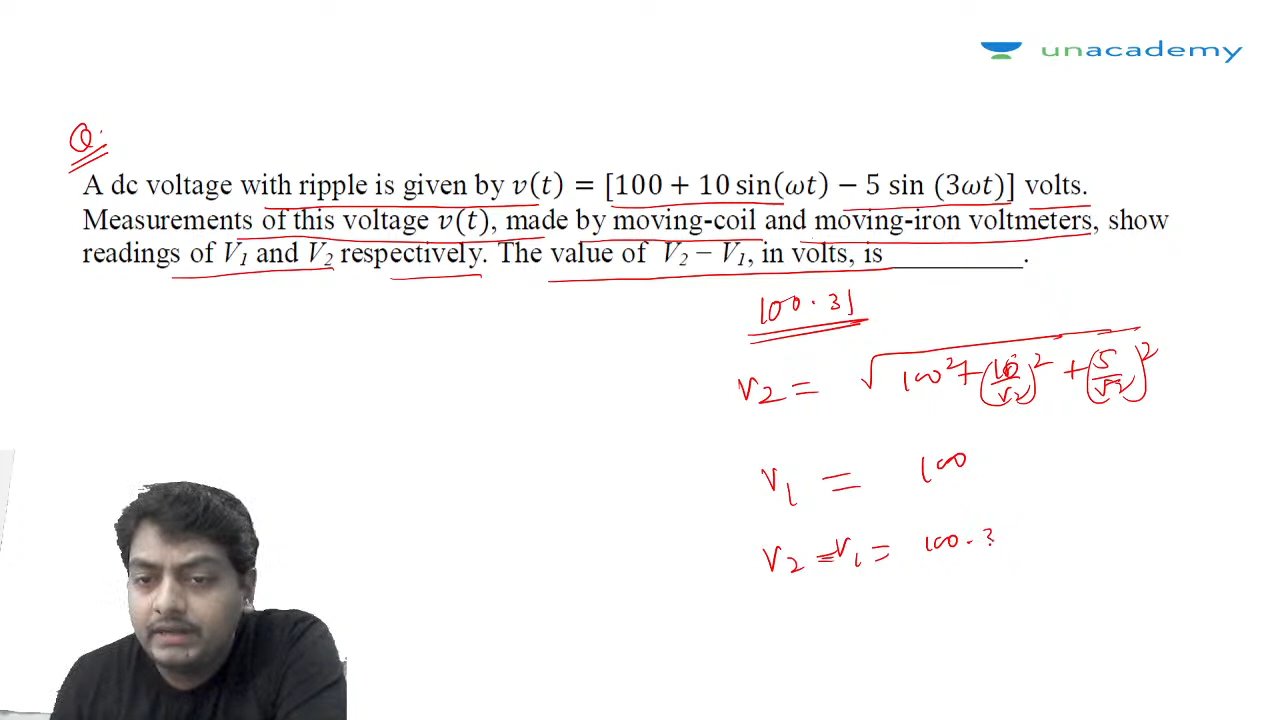 unacademy
Q.
A dc voltage with ripple is given by v(t) = [100 + 10 sin(ωt) − 5 sin (3ωt)] volts.
Measurements of this voltage v(t), made by moving-coil and moving-iron voltmeters, show
readings of V₁ and V₂ respectively. The value of V₂ − V₁, in volts, is __________.
100.31
V₂ = √(100² + (10/√2)² + (5/√2)²)
V₁ = 100
V₂ − V₁ = 100.3